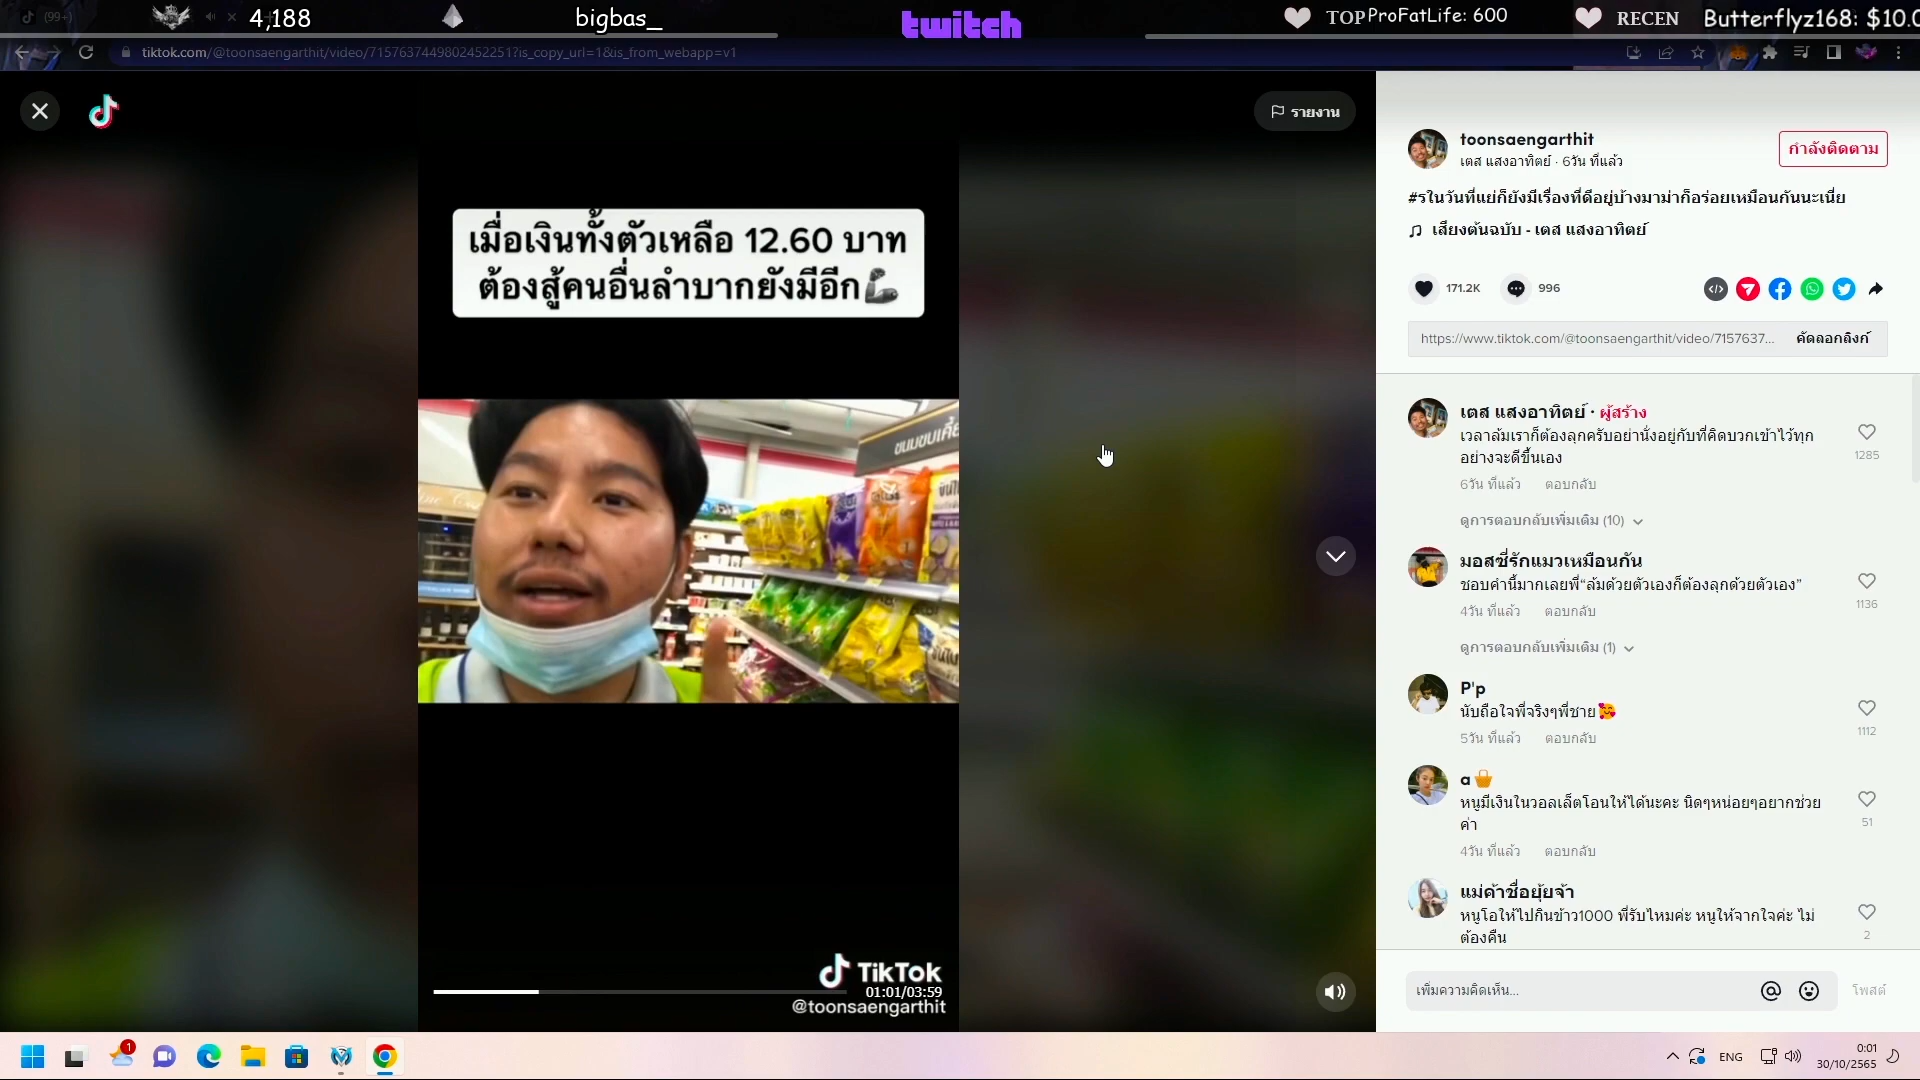 (99+)
4,188
bigbas_
twitch
TOP ProFatLife: 600
RECEN
Butterflyz168: $10.0
tiktok.com/@toonsaengarthit/video/7157637449802452251?is_copy_url=1&is_from_webapp=v1
รายงาน
เมื่อเงินทั้งตัวเหลือ 12.60 บาท
ต้องสู้คนอื่นลำบากยังมีอีก💪
ขนมขบเคี้
TikTok
01:01/03:59
@toonsaengarthit
toonsaengarthit
เตส แสงอาทิตย์ · 6วัน ที่แล้ว
กำลังติดตาม
#รในวันที่แย่ก็ยังมีเรื่องที่ดีอยู่บ้างมาม่าก็อร่อยเหมือนกันนะเนี่ย
เสียงต้นฉบับ - เตส แสงอาทิตย์
171.2K
996
https://www.tiktok.com/@toonsaengarthit/video/7157637...
คัดลอกลิงก์
เตส แสงอาทิตย์ · ผู้สร้าง
เวลาล้มเราก็ต้องลุกครับอย่านั่งอยู่กับที่คิดบวกเข้าไว้ทุก
อย่างจะดีขึ้นเอง
1285
6วัน ที่แล้ว ตอบกลับ
ดูการตอบกลับเพิ่มเติม (10)
มอสซี่รักแมวเหมือนกัน
ชอบคำนี้มากเลยพี่“ล้มด้วยตัวเองก็ต้องลุกด้วยตัวเอง”
1136
4วัน ที่แล้ว ตอบกลับ
ดูการตอบกลับเพิ่มเติม (1)
P'p
นับถือใจพี่จริงๆพี่ชาย🥰
1112
5วัน ที่แล้ว ตอบกลับ
a👜
หนูมีเงินในวอลเล็ตโอนให้ได้นะคะ นิดๆหน่อยๆอยากช่วย
ค่า
51
4วัน ที่แล้ว ตอบกลับ
แม่ค้าชื่อยุ้ยจ้า
หนูโอให้ไปกินข้าว1000 พี่รับไหมค่ะ หนูให้จากใจค่ะ ไม่
ต้องคืน
2
เพิ่มความคิดเห็น...
โพสต์
1
ENG
0:01
30/10/2565